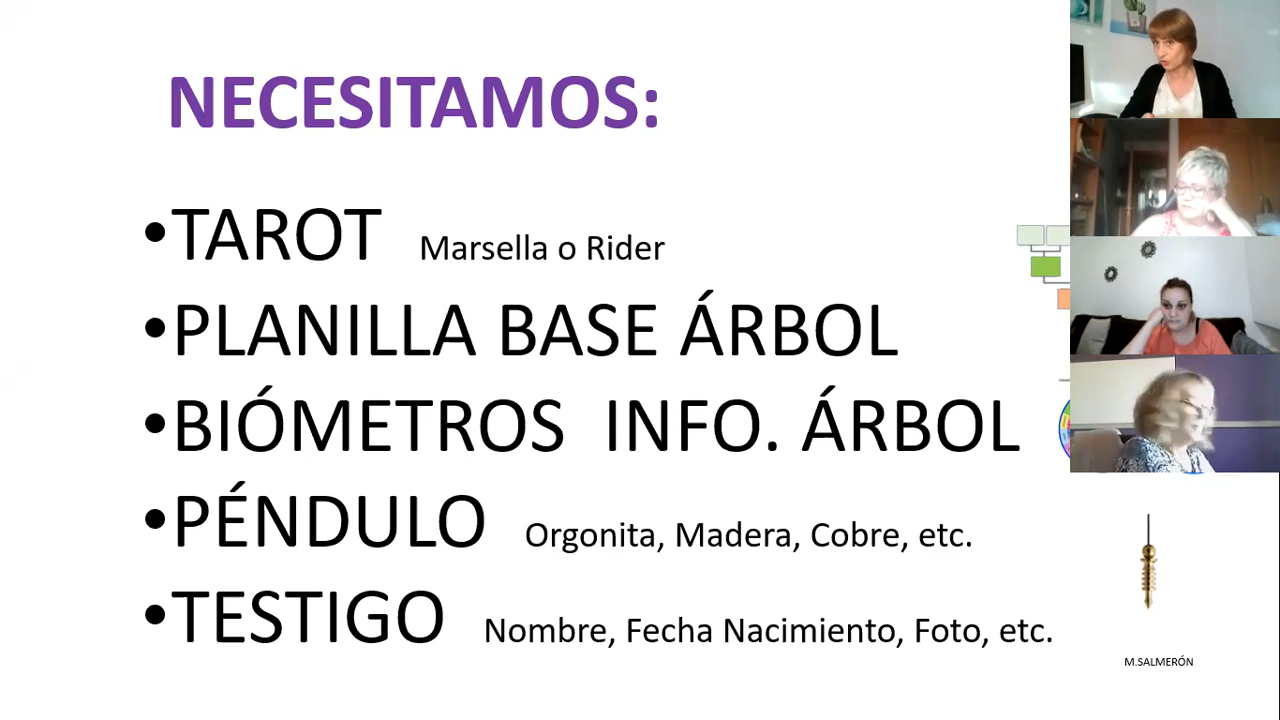 NECESITAMOS:
•TAROT Marsella o Rider
•PLANILLA BASE ÁRBOL
•BIÓMETROS INFO. ÁRBOL
•PÉNDULO Orgonita, Madera, Cobre, etc.
•TESTIGO Nombre, Fecha Nacimiento, Foto, etc.
M.SALMERÓN